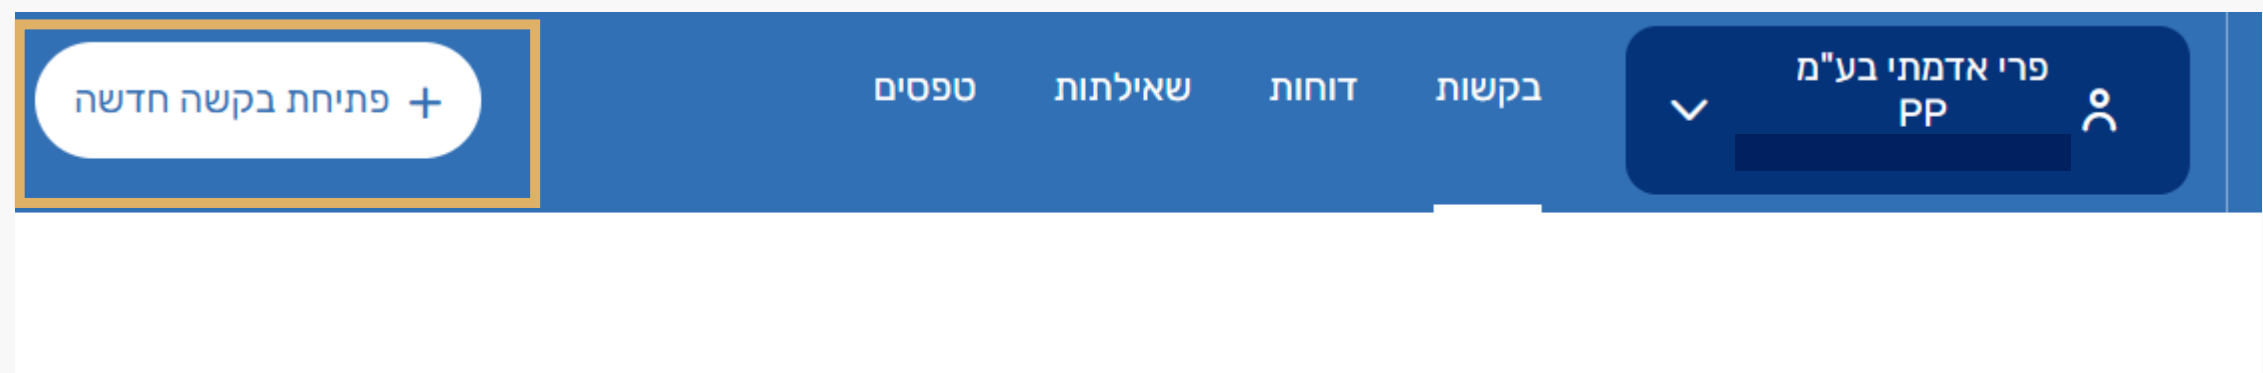 פרי אדמתי בע"מ
PP
בקשות
דוחות
שאילתות
טפסים
+ פתיחת בקשה חדשה